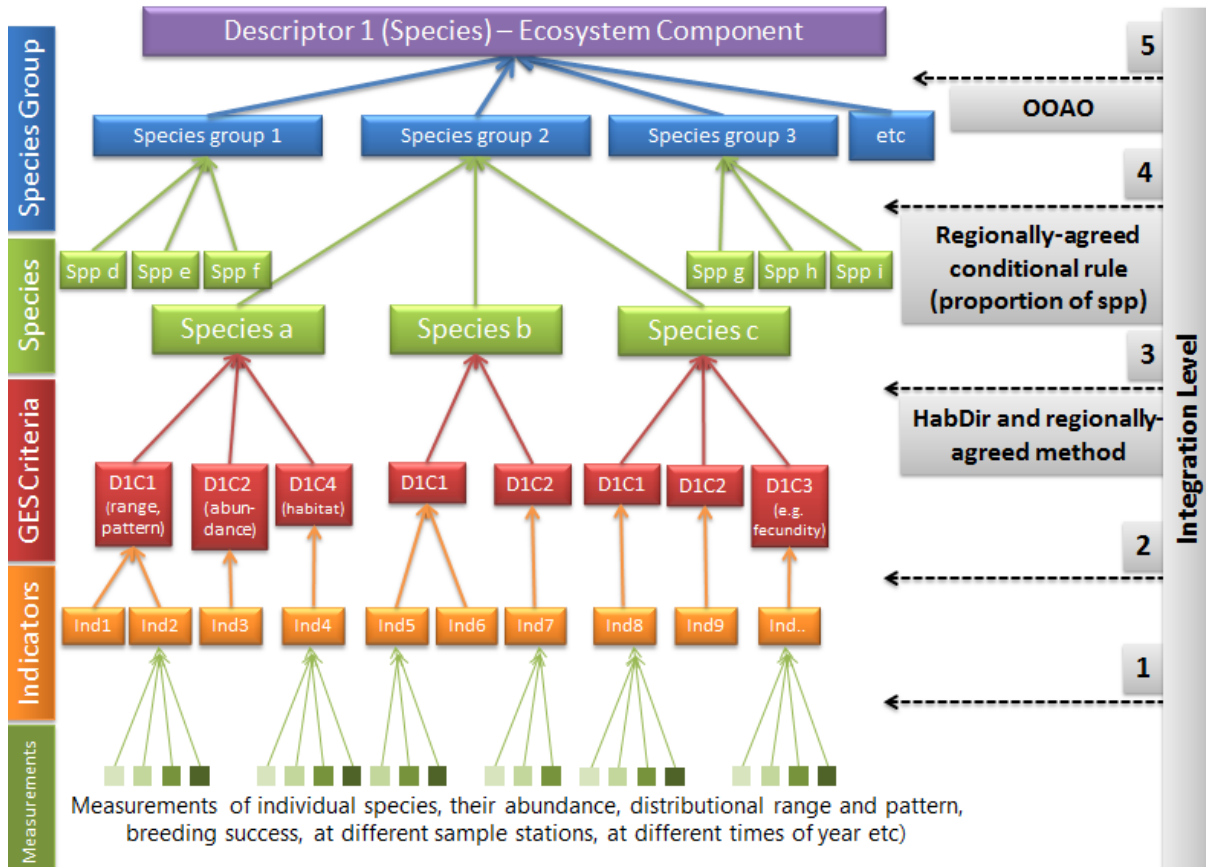 Descriptor 1 (Species) – Ecosystem Component
5
OOAO
Species Group
Species group 1
Species group 2
Species group 3
etc
4
Regionally-agreed
conditional rule
(proportion of spp)
Species
Spp d
Spp e
Spp f
Spp g
Spp h
Spp i
Species a
Species b
Species c
3
HabDir and regionally-
agreed method
Integration Level
GES Criteria
D1C1
(range,
pattern)
D1C2
(abun-
dance)
D1C4
(habitat)
D1C1
D1C2
D1C1
D1C2
D1C3
(e.g.
fecundity)
2
Indicators
Ind1
Ind2
Ind3
Ind4
Ind5
Ind6
Ind7
Ind8
Ind9
Ind..
1
Measurements
Measurements of individual species, their abundance, distributional range and pattern,
breeding success, at different sample stations, at different times of year etc)